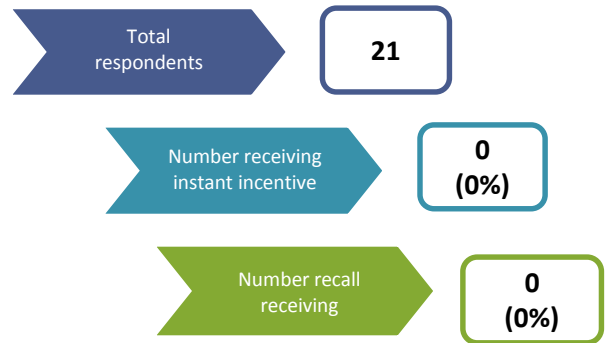 Total
respondents
21
Number receiving
instant incentive
0
(0%)
Number recall
receiving
0
(0%)